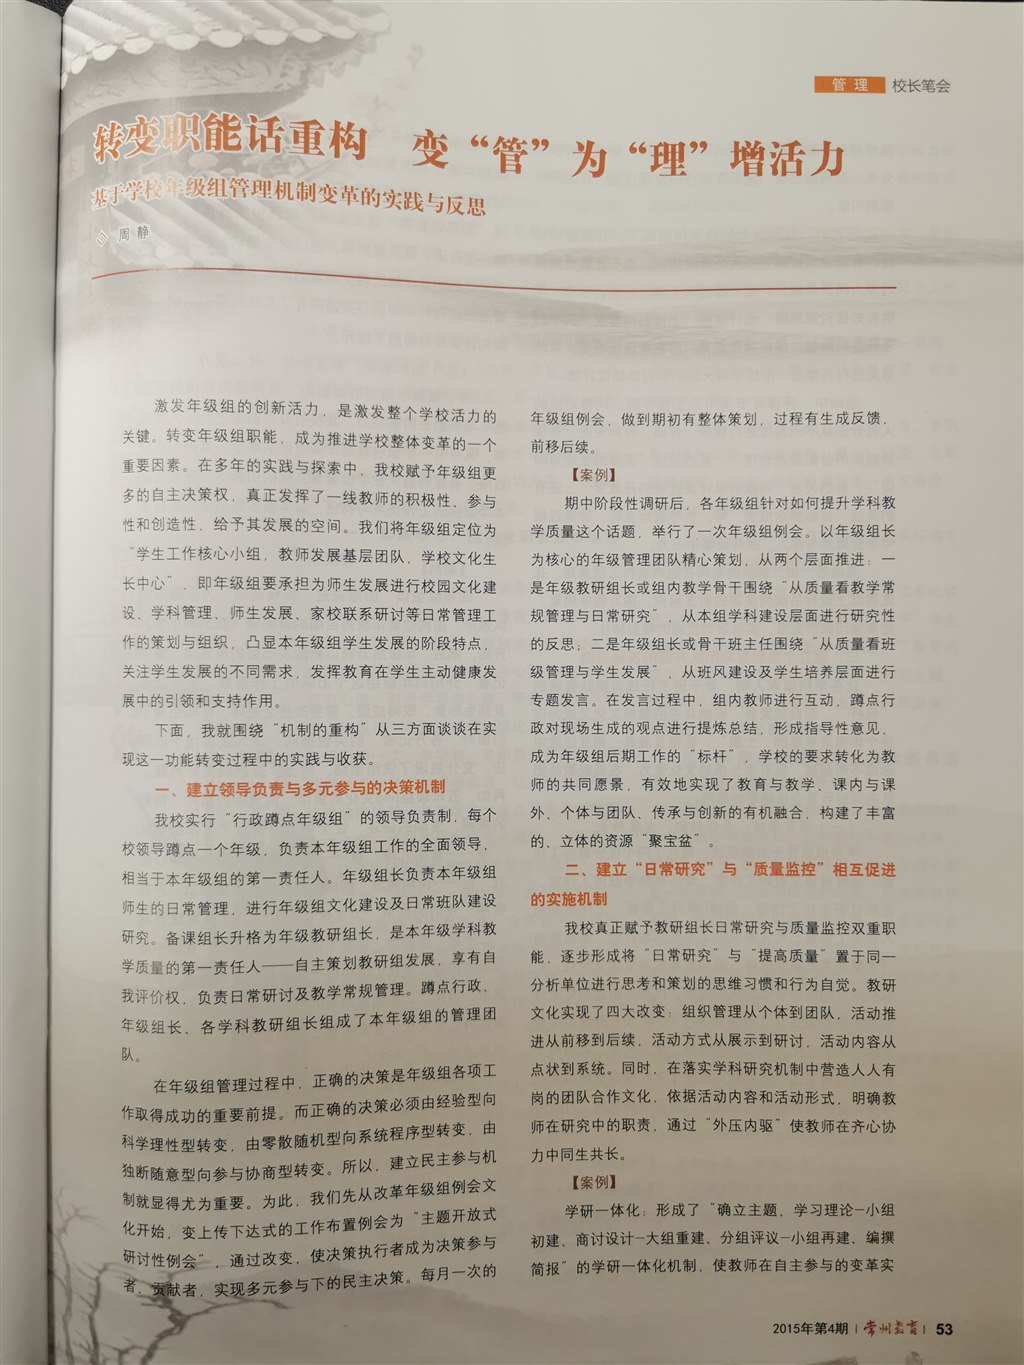 管 理 校长笔会
转变职能话重构 变“管”为“理”增活力
基于学校年级组管理机制变革的实践与反思
◇ 周 静
激发年级组的创新活力，是激发整个学校活力的
关键。转变年级组职能，成为推进学校整体变革的一个
重要因素。在多年的实践与探索中，我校赋予年级组更
多的自主决策权，真正发挥了一线教师的积极性、参与
性和创造性，给予其发展的空间。我们将年级组定位为
“学生工作核心小组，教师发展基层团队，学校文化生
长中心”，即年级组要承担为师生发展进行校园文化建
设、学科管理、师生发展、家校联系研讨等日常管理工
作的策划与组织，凸显本年级组学生发展的阶段特点，
关注学生发展的不同需求，发挥教育在学生主动健康发
展中的引领和支持作用。
下面，我就围绕“机制的重构”从三方面谈谈在实
现这一功能转变过程中的实践与收获。
一、建立领导负责与多元参与的决策机制
我校实行“行政蹲点年级组”的领导负责制，每个
校领导蹲点一个年级，负责本年级组工作的全面领导，
相当于本年级组的第一责任人。年级组长负责本年级组
师生的日常管理，进行年级组文化建设及日常班队建设
研究。备课组长升格为年级教研组长，是本年级学科教
学质量的第一责任人——自主策划教研组发展，享有自
我评价权，负责日常研讨及教学常规管理。蹲点行政、
年级组长、各学科教研组长组成了本年级组的管理团
队。
在年级组管理过程中，正确的决策是年级组各项工
作取得成功的重要前提。而正确的决策必须由经验型向
科学理性型转变，由零散随机型向系统程序型转变，由
独断随意型向参与协商型转变。所以，建立民主参与机
制就显得尤为重要。为此，我们先从改革年级组例会文
化开始，变上传下达式的工作布置例会为“主题开放式
研讨性例会”，通过改变，使决策执行者成为决策参与
者、贡献者，实现多元参与下的民主决策。每月一次的
年级组例会，做到期初有整体策划，过程有生成反馈，
前移后续。
【案例】
期中阶段性调研后，各年级组针对如何提升学科教
学质量这个话题，举行了一次年级组例会。以年级组长
为核心的年级管理团队精心策划，从两个层面推进：一
是年级教研组长或组内教学骨干围绕“从质量看教学常
规管理与日常研究”，从本组学科建设层面进行研究性
的反思；二是年级组长或骨干班主任围绕“从质量看班
级管理与学生发展”，从班风建设及学生培养层面进行
专题发言。在发言过程中，组内教师进行互动，蹲点行
政对现场生成的观点进行提炼总结，形成指导性意见，
成为年级组后期工作的“标杆”，学校的要求转化为教
师的共同愿景，有效地实现了教育与教学、课内与课
外、个体与团队、传承与创新的有机融合，构建了丰富
的、立体的资源“聚宝盆”。
二、建立“日常研究”与“质量监控”相互促进
的实施机制
我校真正赋予教研组长日常研究与质量监控双重职
能，逐步形成将“日常研究”与“提高质量”置于同一
分析单位进行思考和策划的思维习惯和行为自觉。教研
文化实现了四大改变：组织管理从个体到团队，活动推
进从前移到后续，活动方式从展示到研讨，活动内容从
点状到系统。同时，在落实学科研究机制中营造人人有
岗的团队合作文化，依据活动内容和活动形式，明确教
师在研究中的职责，通过“外压内驱”使教师在齐心协
力中同生共长。
【案例】
学研一体化：形成了“确立主题、学习理论—小组
初建、商讨设计—大组重建、分组评议—小组再建、编撰
简报”的学研一体化机制，使教师在自主参与的变革实
2015年第4期 | 常州教育 | 53